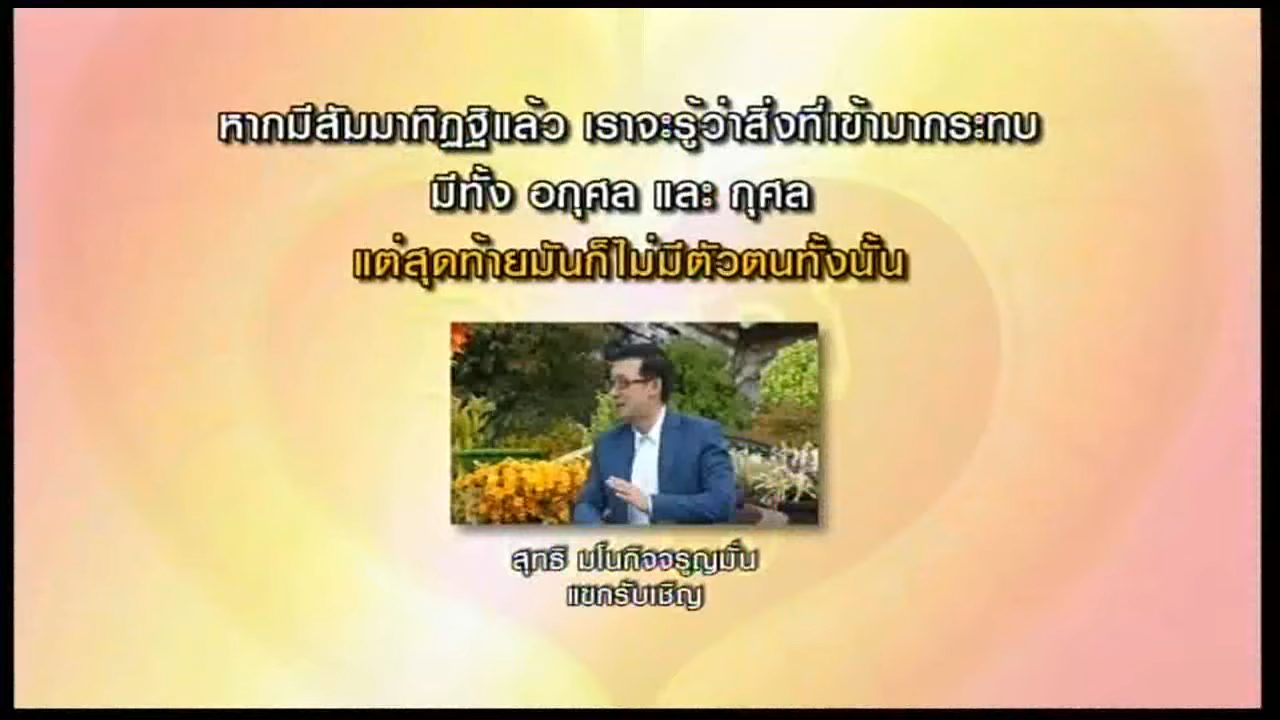 หากมีสัมมาทิฏฐิแล้ว เราจะรู้ว่าสิ่งที่เข้ามากระทบ
มีทั้ง อกุศล และ กุศล
แต่สุดท้ายมันก็ไม่มีตัวตนทั้งนั้น
สุทธิ มโนกิจจรุญมั่น
แขกรับเชิญ